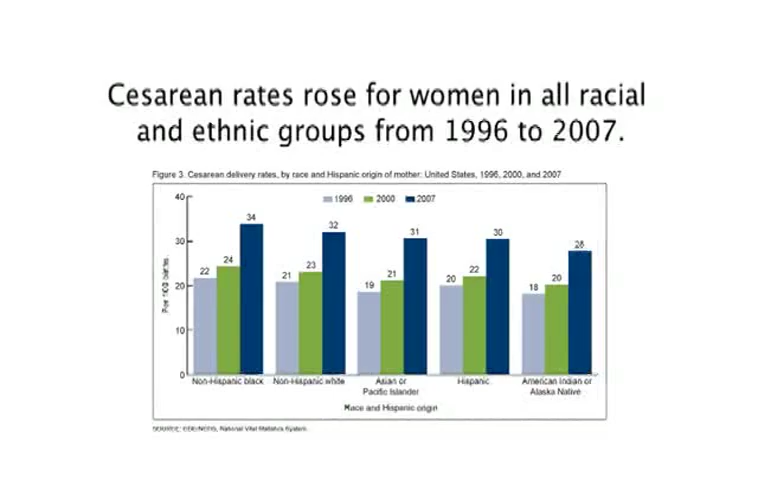 Cesarean rates rose for women in all racial
and ethnic groups from 1996 to 2007.
Figure 3. Cesarean delivery rates, by race and Hispanic origin of mother: United States, 1996, 2000, and 2007
40
1996 2000 2007
34
32
31
30
30
28
24
23
22
21
21
22
20
20
19
20
18
Per 100 births
10
0
Non-Hispanic black
Non-Hispanic white
Asian or
Pacific Islander
Hispanic
American Indian or
Alaska Native
Race and Hispanic origin
SOURCE: CDC/NCHS, National Vital Statistics System.